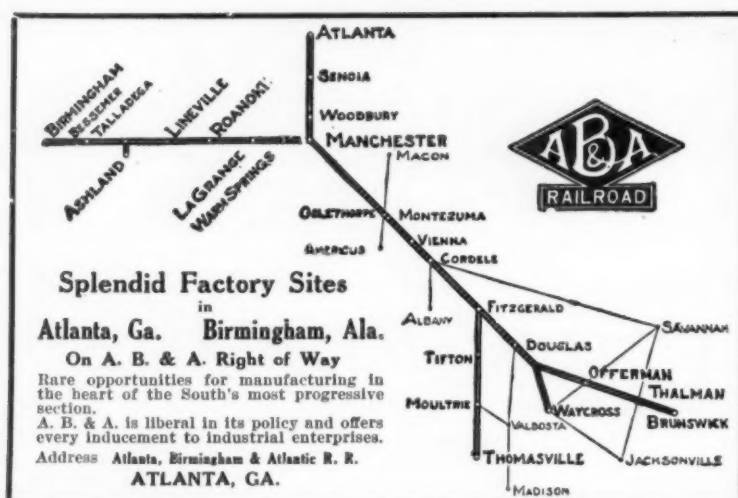 ATLANTA
SENOIA
WOODBURY
BIRMINGHAM
BESSEMER
TALLADEGA
LINEVILLE
ROANOKE
MANCHESTER
MACON
ASHLAND
LAGRANGE
WARM SPRINGS
OGLETHORPE
MONTEZUMA
VIENNA
AMERICUS
CORDELE
A B & A
RAILROAD
ALBANY
FITZGERALD
SAVANNAH
TIFTON
DOUGLAS
OFFERMAN
THALMAN
MOULTRIE
VALDOSTA
WAYCROSS
BRUNSWICK
THOMASVILLE
JACKSONVILLE
MADISON
Splendid Factory Sites
in
Atlanta, Ga. Birmingham, Ala.
On A. B. & A. Right of Way
Rare opportunities for manufacturing in
the heart of the South's most progressive
section.
A. B. & A. is liberal in its policy and offers
every inducement to industrial enterprises.
Address Atlanta, Birmingham & Atlantic R. R.
ATLANTA, GA.